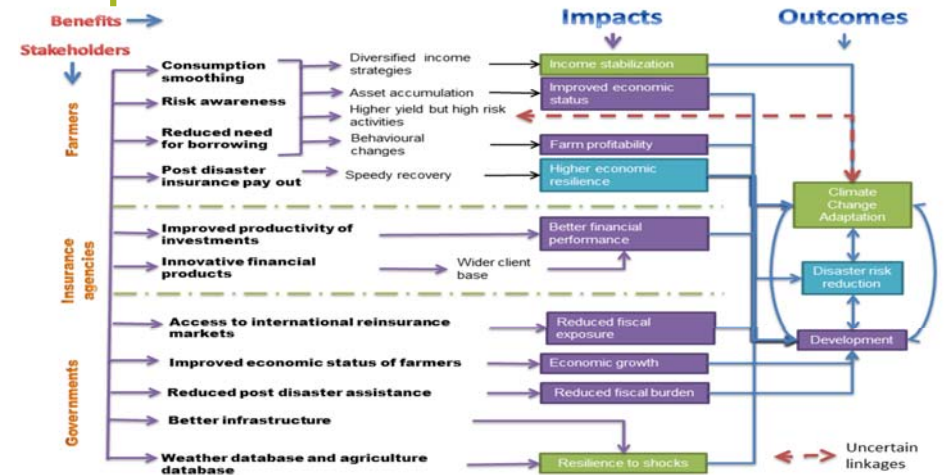 Benefits
Impacts
Outcomes
Stakeholders
Farmers
Consumption
smoothing
Risk awareness
Reduced need
for borrowing
Post disaster
insurance pay out
Diversified income
strategies
Asset accumulation
Higher yield but high risk
activities
Behavioural
changes
Speedy recovery
Income stabilization
Improved economic
status
Farm profitability
Higher economic
resilience
Climate
Change
Adaptation
Insurance
agencies
Improved productivity of
investments
Innovative financial
products
Wider client
base
Better financial
performance
Disaster risk
reduction
Governments
Access to international reinsurance
markets
Improved economic status of farmers
Reduced post disaster assistance
Better infrastructure
Weather database and agriculture
database
Reduced fiscal
exposure
Economic growth
Reduced fiscal burden
Resilience to shocks
Development
Uncertain
linkages